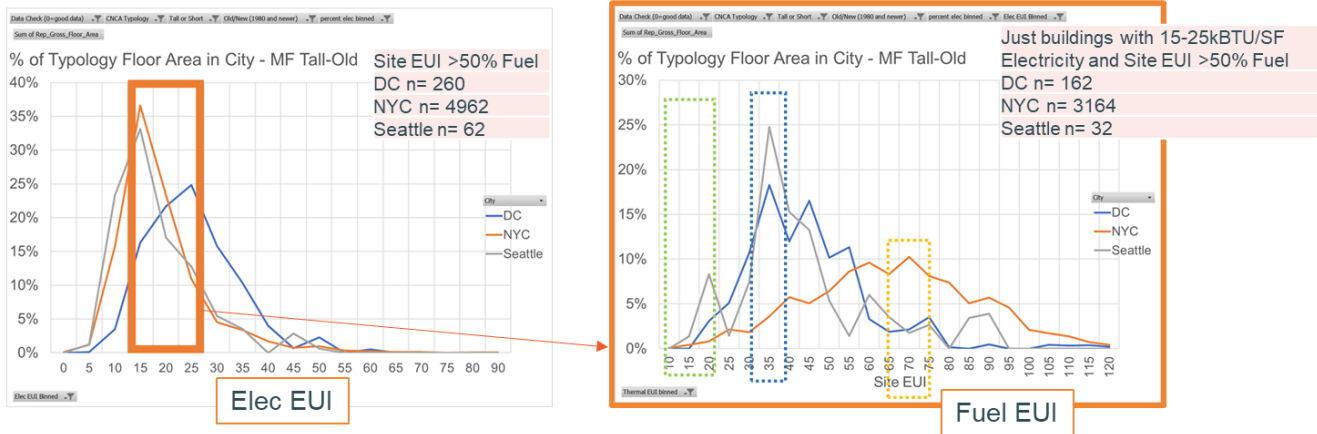 Data Check (0=good data) CNCA Typology Tall or Short Old/New (1980 and newer) percent elec binned
Sum of Rep_Gross_Floor_Area
% of Typology Floor Area in City - MF Tall-Old
Site EUI >50% Fuel
DC n= 260
NYC n= 4962
Seattle n= 62
40%
35%
30%
25%
20%
15%
10%
5%
0%
0 5 10 15 20 25 30 35 40 45 50 55 60 65 70 75 80 90
City
DC
NYC
Seattle
Elec EUI Binned
Elec EUI
Data Check (0=good data) CNCA Typology Tall or Short Old/New (1980 and newer) percent elec binned Elec EUI Binned
Sum of Rep_Gross_Floor_Area
% of Typology Floor Area in City - MF Tall-Old
Just buildings with 15-25kBTU/SF
Electricity and Site EUI >50% Fuel
DC n= 162
NYC n= 3164
Seattle n= 32
30%
25%
20%
15%
10%
5%
0%
10 15 20 25 30 35 40 45 50 55 60 65 70 75 80 85 90 95 100 105 110 115 120
Site EUI
City
DC
NYC
Seattle
Thermal EUI binned
Fuel EUI